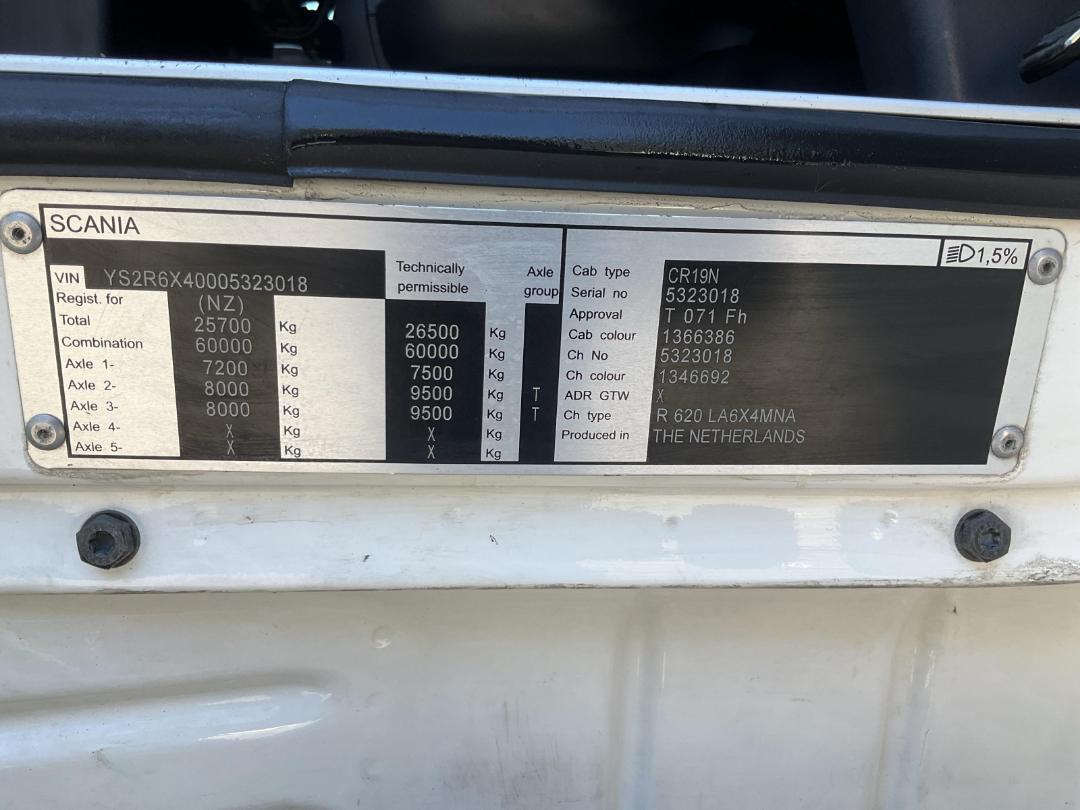 SCANIA
VIN YS2R6X40005323018 Technically permissible Axle group
Regist. for (NZ)
Total 25700 Kg 26500 Kg
Combination 60000 Kg 60000 Kg
Axle 1- 7200 Kg 7500 Kg
Axle 2- 8000 Kg 9500 Kg T
Axle 3- 8000 Kg 9500 Kg T
Axle 4- X Kg X Kg
Axle 5- X Kg X Kg
1,5%
Cab type CR19N
Serial no 5323018
Approval T 071 Fh
Cab colour 1366386
Ch No 5323018
Ch colour 1346692
ADR GTW X
Ch type R 620 LA6X4MNA
Produced in THE NETHERLANDS